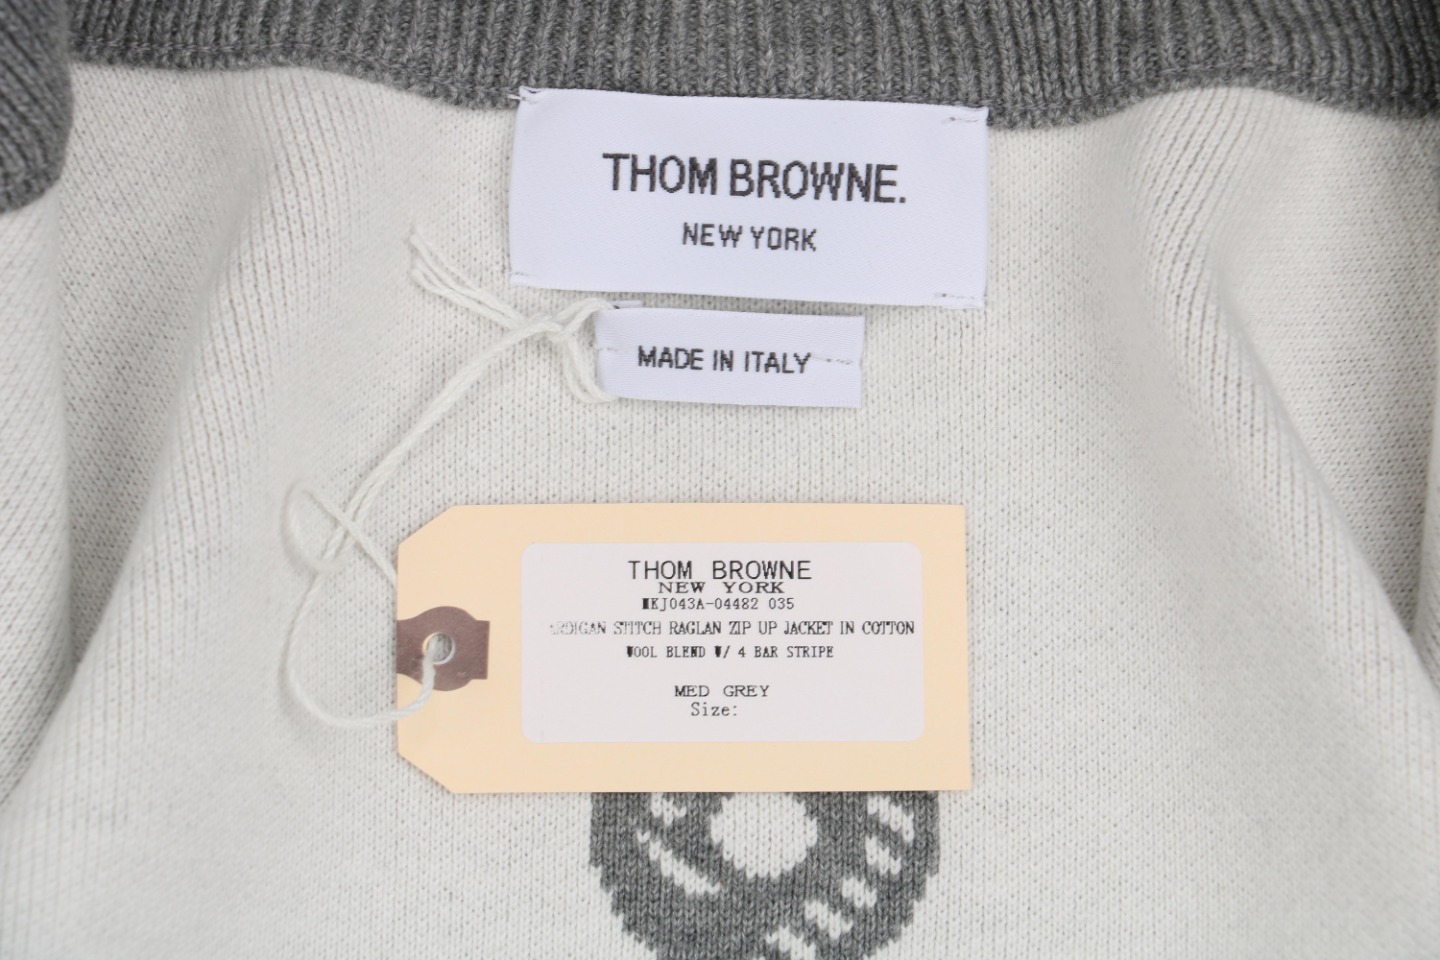 THOM BROWNE.
NEW YORK
MADE IN ITALY
THOM BROWNE
NEW YORK
MKJ043A-04482 035
STITCH RAGLAN ZIP UP JACKET IN COTTON
WOOL BLEND W/ 4 BAR STRIPE
MED GREY
Size: